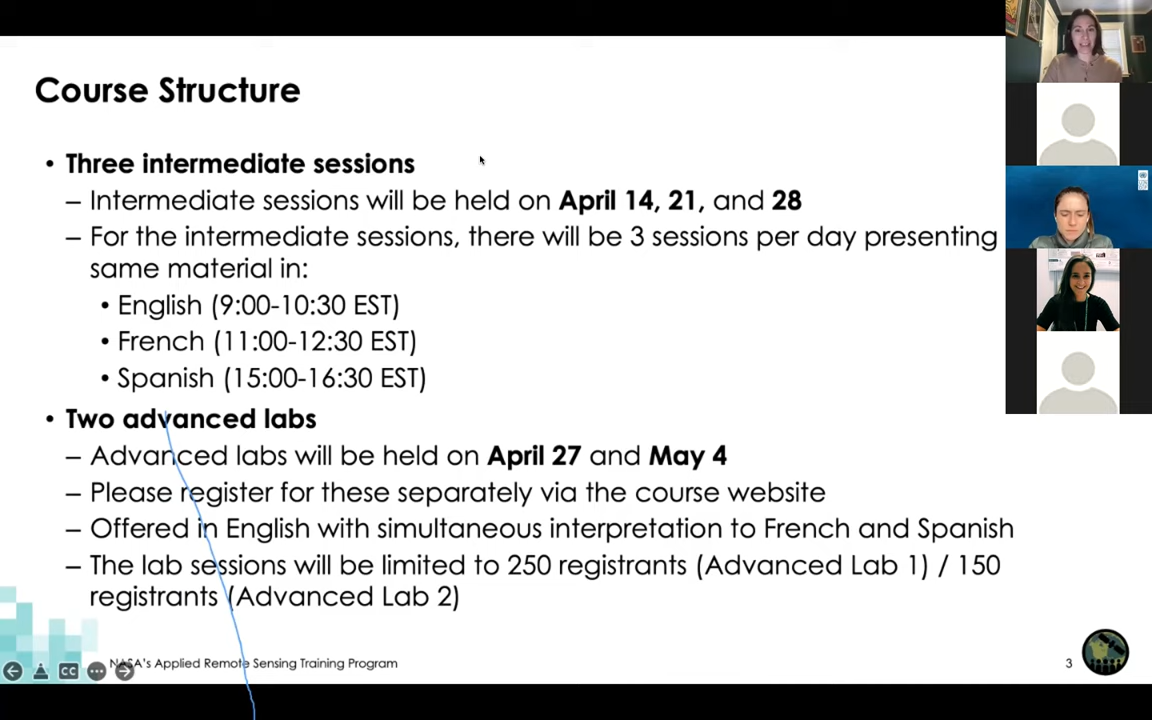 Course Structure
• Three intermediate sessions
– Intermediate sessions will be held on April 14, 21, and 28
– For the intermediate sessions, there will be 3 sessions per day presenting
same material in:
• English (9:00-10:30 EST)
• French (11:00-12:30 EST)
• Spanish (15:00-16:30 EST)
• Two advanced labs
– Advanced labs will be held on April 27 and May 4
– Please register for these separately via the course website
– Offered in English with simultaneous interpretation to French and Spanish
– The lab sessions will be limited to 250 registrants (Advanced Lab 1) / 150
registrants (Advanced Lab 2)
CC
NASA's Applied Remote Sensing Training Program
3